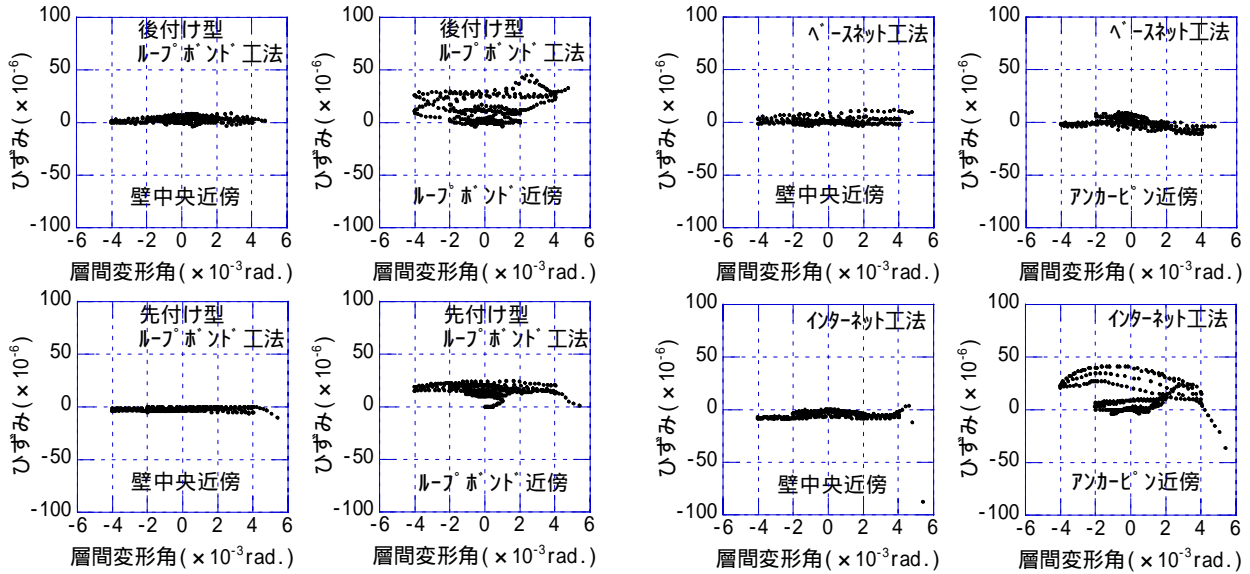 100
50
0
-50
-100
ひずみ(×10-6)
後付け型
ループボンド工法
壁中央近傍
-6 -4 -2 0 2 4 6
層間変形角(×10-3rad.)
100
50
0
-50
-100
ひずみ(×10-6)
後付け型
ループボンド工法
ループボンド近傍
-6 -4 -2 0 2 4 6
層間変形角(×10-3rad.)
100
50
0
-50
-100
ひずみ(×10-6)
ベースネット工法
壁中央近傍
-6 -4 -2 0 2 4 6
層間変形角(×10-3rad.)
100
50
0
-50
-100
ひずみ(×10-6)
ベースネット工法
アンカーピン近傍
-6 -4 -2 0 2 4 6
層間変形角(×10-3rad.)
100
50
0
-50
-100
ひずみ(×10-6)
先付け型
ループボンド工法
壁中央近傍
-6 -4 -2 0 2 4 6
層間変形角(×10-3rad.)
100
50
0
-50
-100
ひずみ(×10-6)
先付け型
ループボンド工法
ループボンド近傍
-6 -4 -2 0 2 4 6
層間変形角(×10-3rad.)
100
50
0
-50
-100
ひずみ(×10-6)
インターネット工法
壁中央近傍
-6 -4 -2 0 2 4 6
層間変形角(×10-3rad.)
100
50
0
-50
-100
ひずみ(×10-6)
インターネット工法
アンカーピン近傍
-6 -4 -2 0 2 4 6
層間変形角(×10-3rad.)